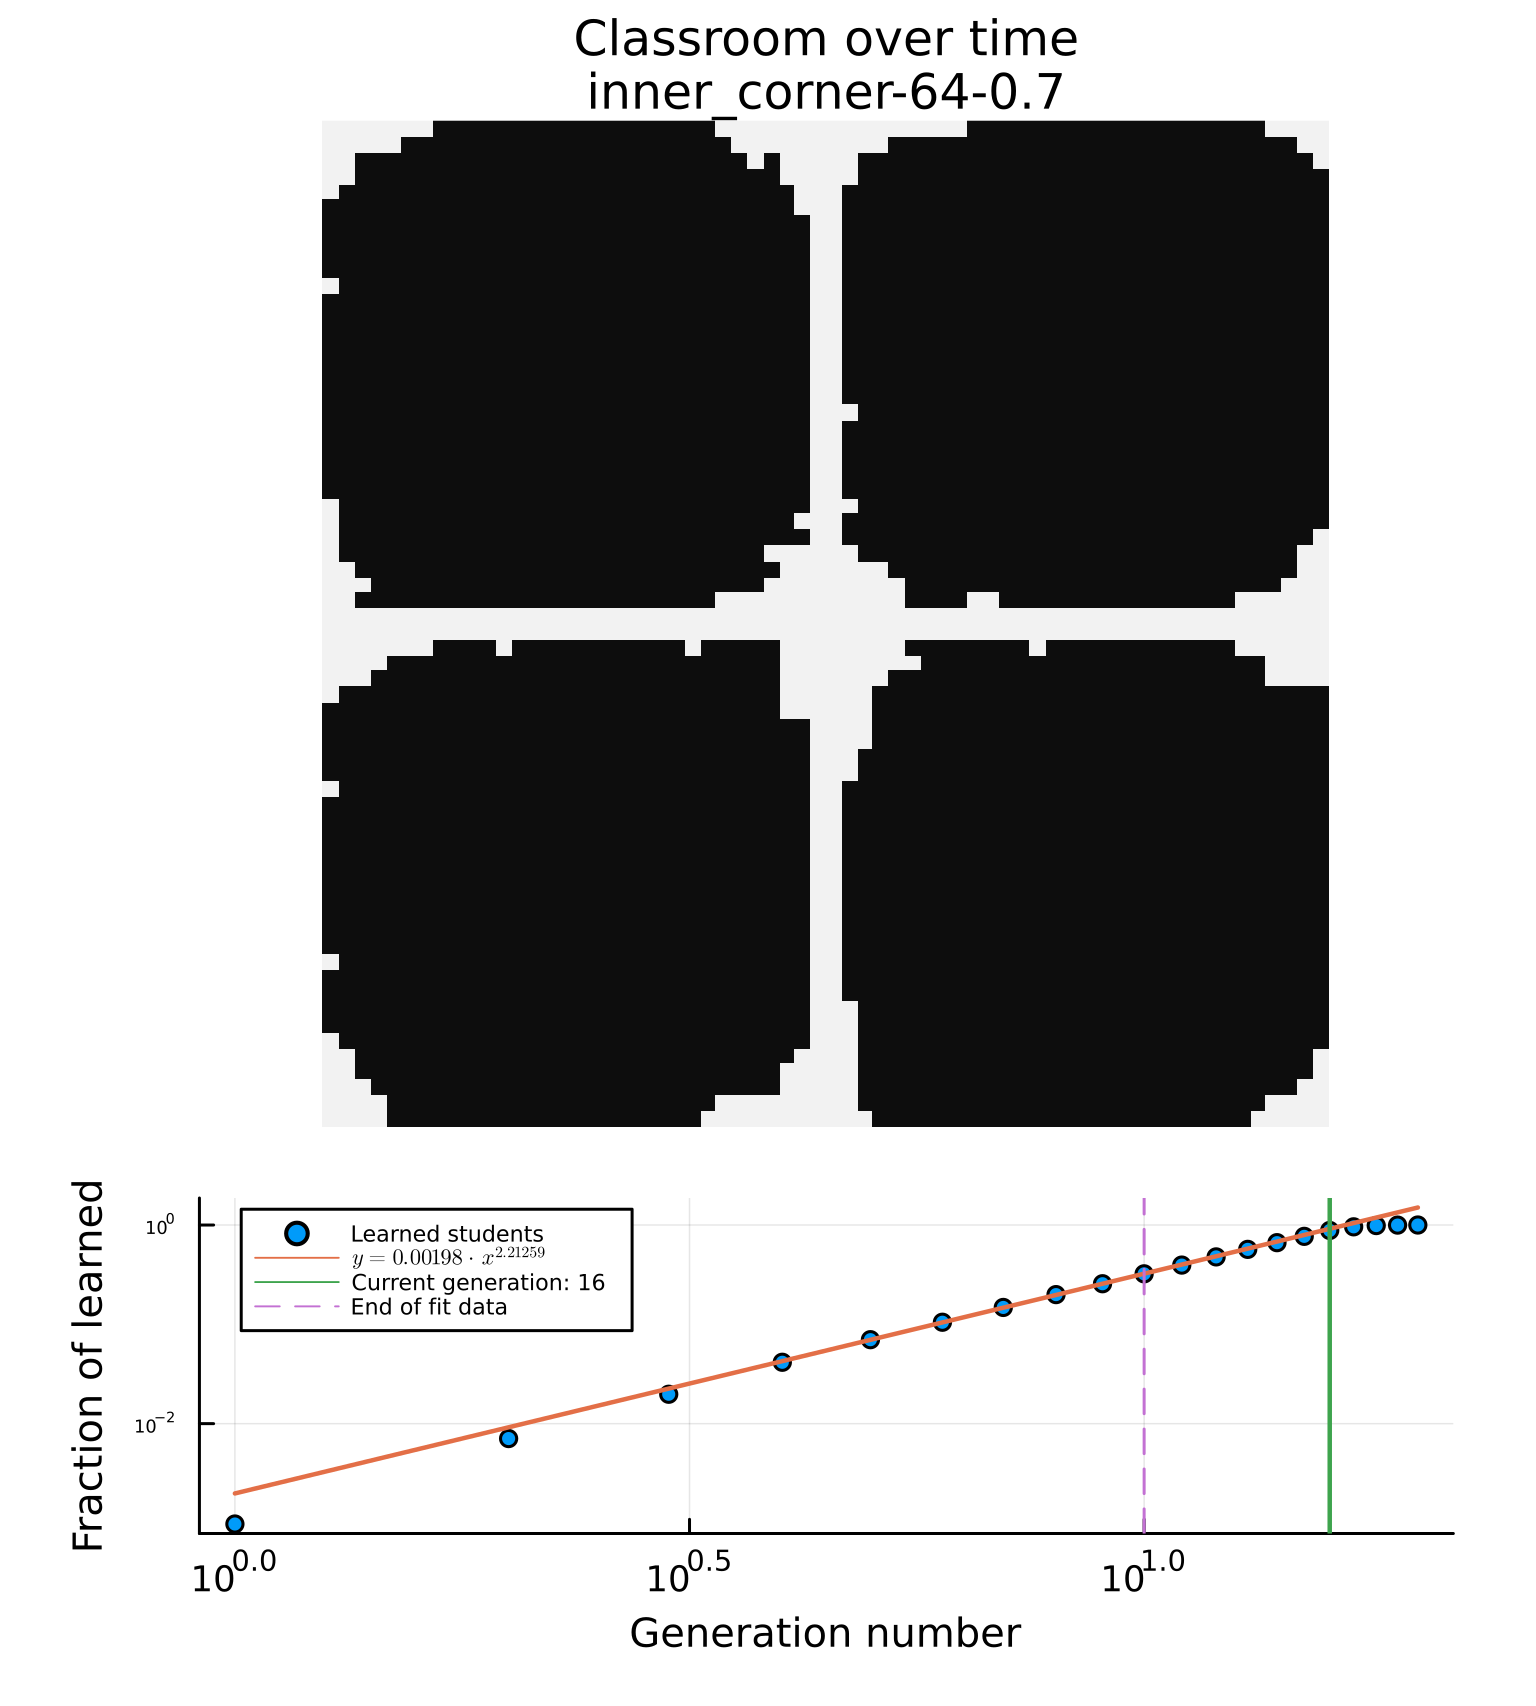 Classroom over time
inner_corner-64-0.7
Fraction of learned
10^0
10^−2
Learned students
y = 0.00198 · x^2.21259
Current generation: 16
End of fit data
10^0.0 10^0.5 10^1.0
Generation number